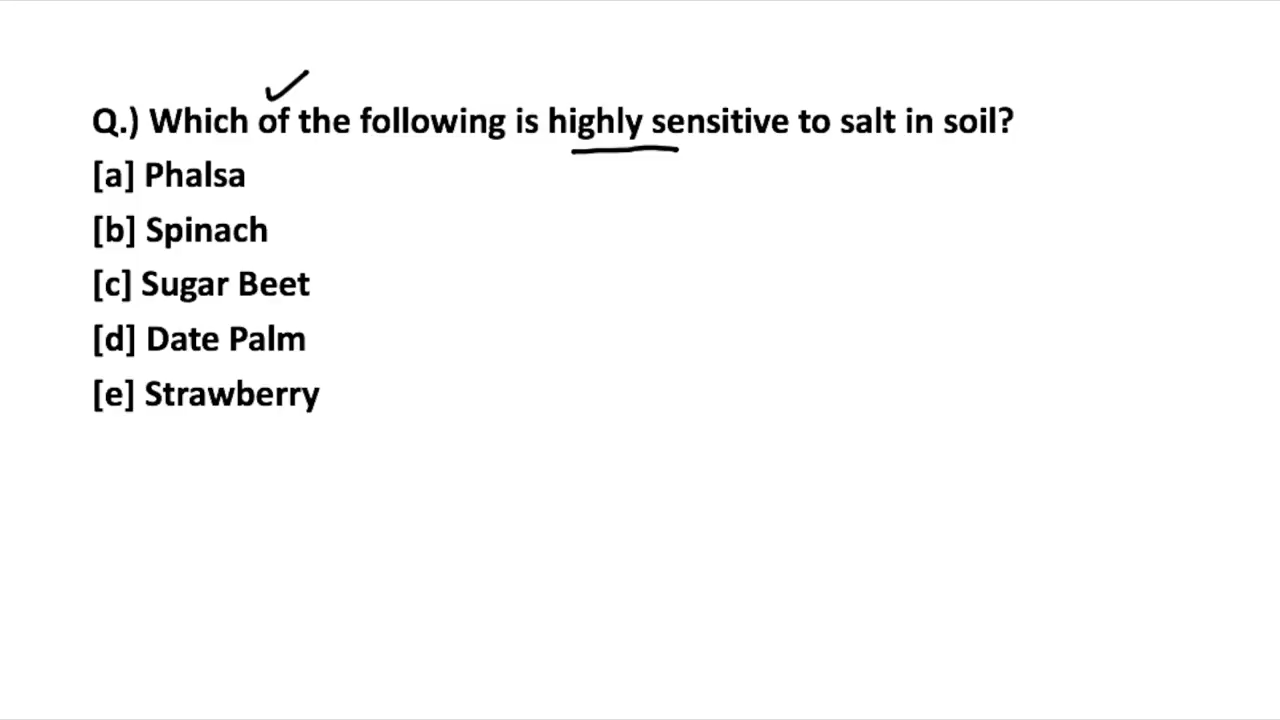 Q.) Which of the following is highly sensitive to salt in soil?
[a] Phalsa
[b] Spinach
[c] Sugar Beet
[d] Date Palm
[e] Strawberry